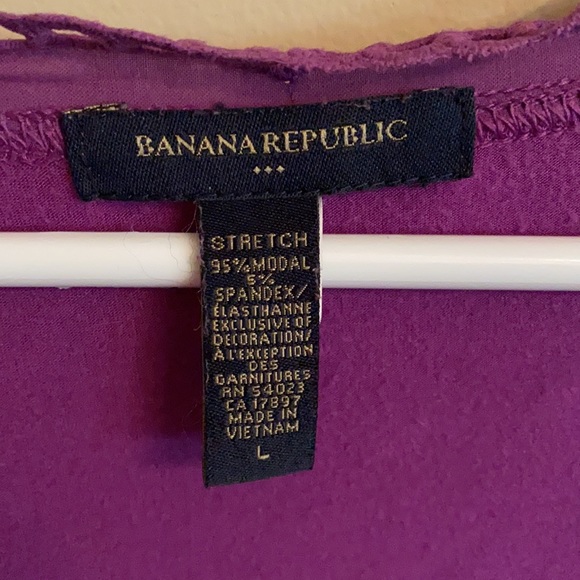 BANANA REPUBLIC
STRETCH
95% MODAL
5%
SPANDEX/
ÉLASTHANNE
EXCLUSIVE OF
DECORATION/
À L'EXCEPTION
DES
GARNITURES
RN 54023
CA 17897
MADE IN
VIETNAM
L